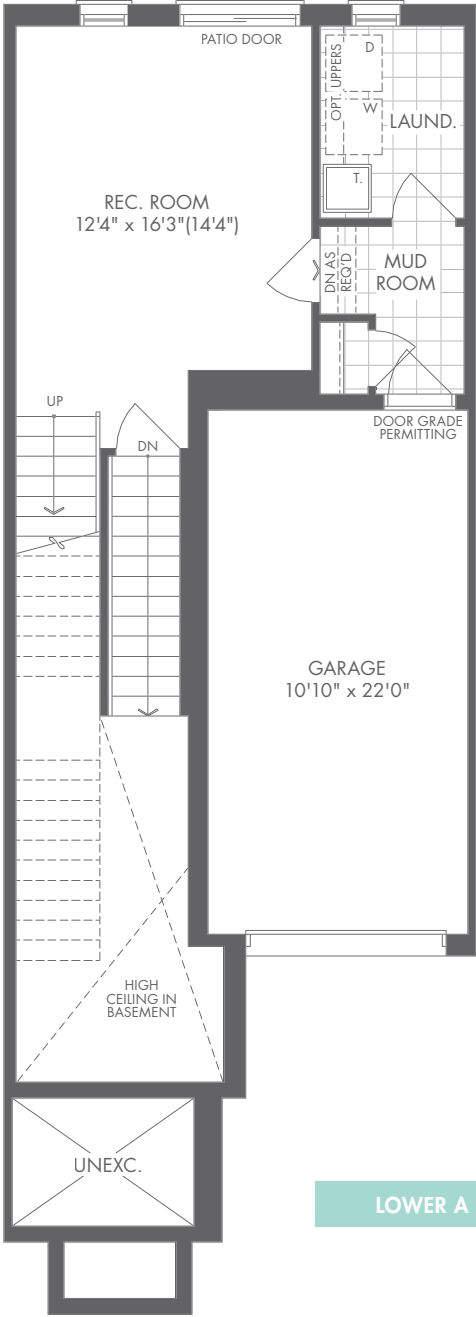 PATIO DOOR
OPT. UPPERS
D
W
LAUND.
T.
REC. ROOM
12'4" x 16'3"(14'4")
DN AS
REQ'D
MUD
ROOM
UP
DN
DOOR GRADE
PERMITTING
GARAGE
10'10" x 22'0"
HIGH
CEILING IN
BASEMENT
UNEXC.
LOWER A